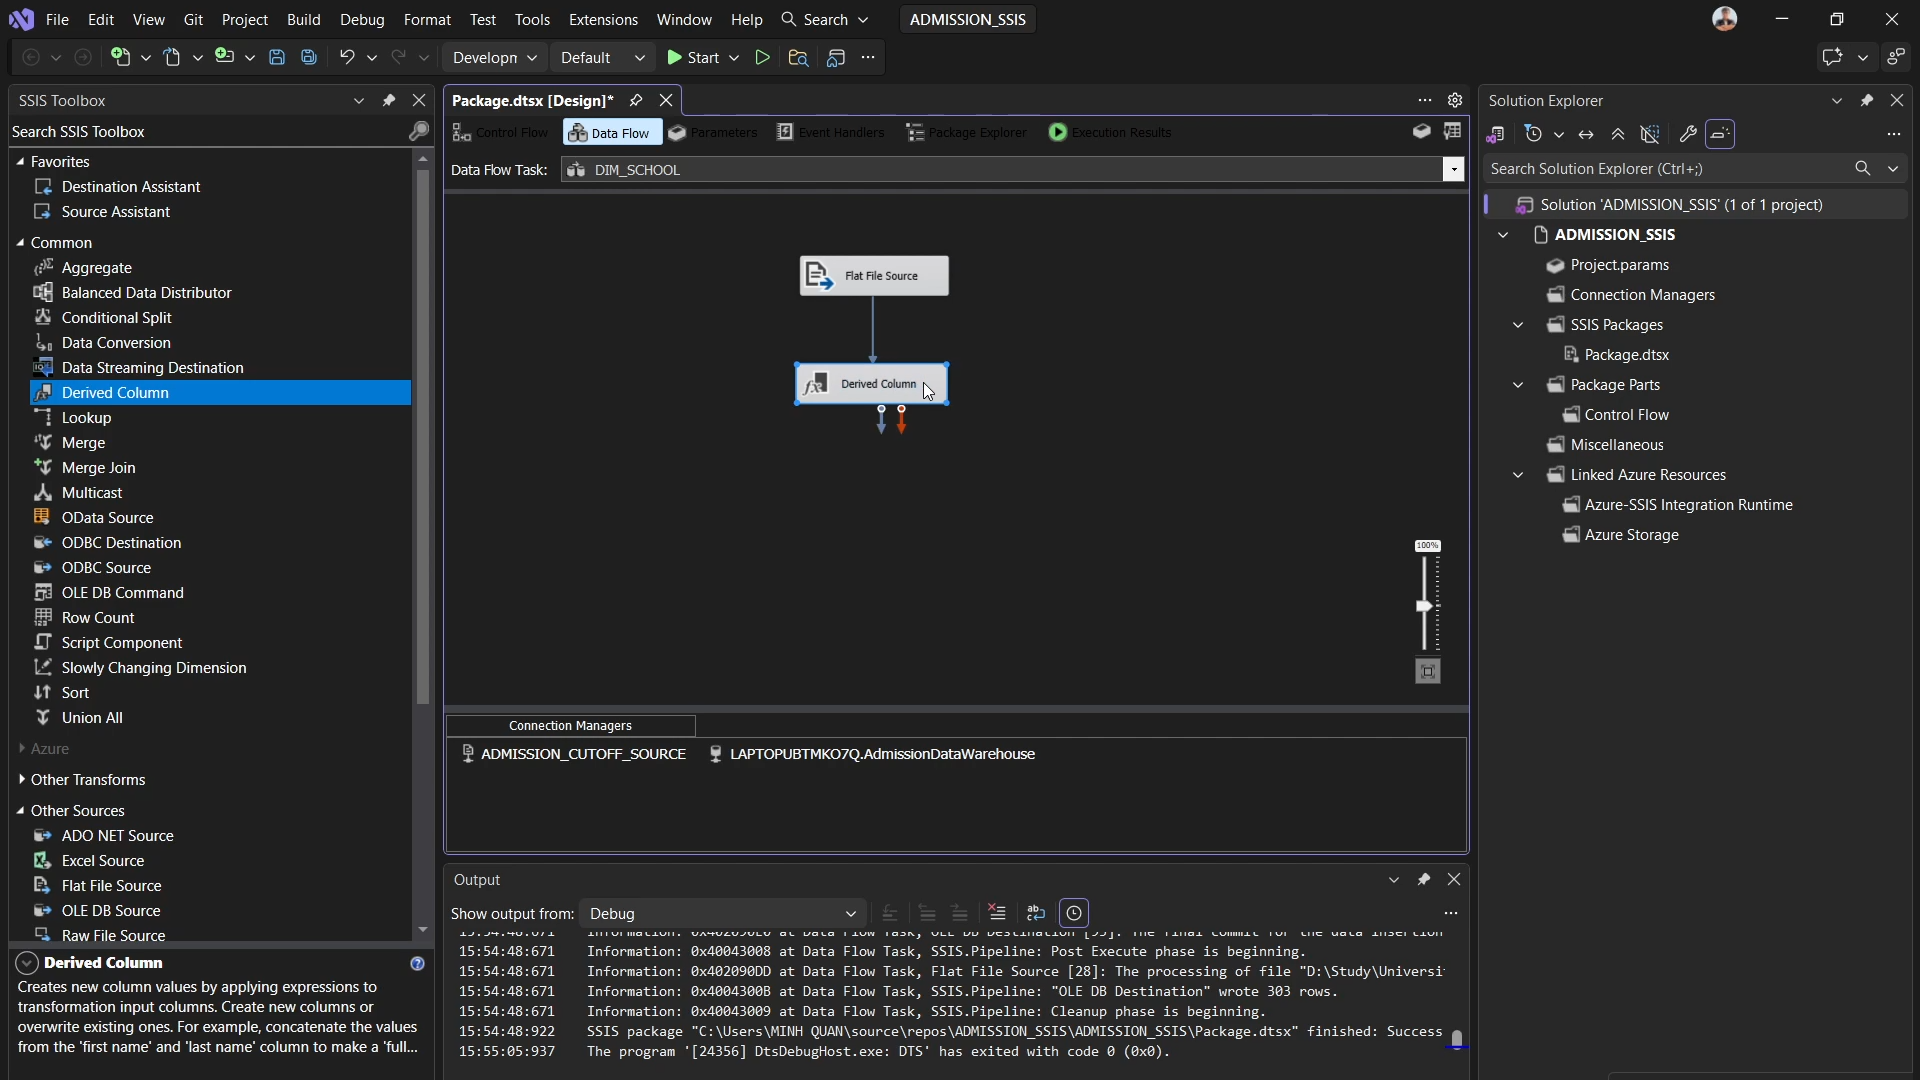 File Edit View Git Project Build Debug Format Test Tools Extensions Window Help Search ADMISSION_SSIS
Developn Default Start
SSIS Toolbox
Search SSIS Toolbox
Favorites
Destination Assistant
Source Assistant
Common
Aggregate
Balanced Data Distributor
Conditional Split
Data Conversion
Data Streaming Destination
Derived Column
Lookup
Merge
Merge Join
Multicast
OData Source
ODBC Destination
ODBC Source
OLE DB Command
Row Count
Script Component
Slowly Changing Dimension
Sort
Union All
Azure
Other Transforms
Other Sources
ADO NET Source
Excel Source
Flat File Source
OLE DB Source
Raw File Source
Derived Column
Creates new column values by applying expressions to
transformation input columns. Create new columns or
overwrite existing ones. For example, concatenate the values
from the 'first name' and 'last name' column to make a 'full...
Package.dtsx [Design]*
Control Flow Data Flow Parameters Event Handlers Package Explorer Execution Results
Data Flow Task: DIM_SCHOOL
Flat File Source
Derived Column
100%
Connection Managers
ADMISSION_CUTOFF_SOURCE LAPTOPUBTMKO7Q.AdmissionDataWarehouse
Output
Show output from: Debug
15:54:48:671 Information: 0x40043008 at Data Flow Task, SSIS.Pipeline: Post Execute phase is beginning.
15:54:48:671 Information: 0x402090DD at Data Flow Task, Flat File Source [28]: The processing of file "D:\Study\Universi
15:54:48:671 Information: 0x4004300B at Data Flow Task, SSIS.Pipeline: "OLE DB Destination" wrote 303 rows.
15:54:48:671 Information: 0x40043009 at Data Flow Task, SSIS.Pipeline: Cleanup phase is beginning.
15:54:48:922 SSIS package "C:\Users\MINH QUAN\source\repos\ADMISSION_SSIS\ADMISSION_SSIS\Package.dtsx" finished: Success
15:55:05:937 The program '[24356] DtsDebugHost.exe: DTS' has exited with code 0 (0x0).
Solution Explorer
Search Solution Explorer (Ctrl+;)
Solution 'ADMISSION_SSIS' (1 of 1 project)
ADMISSION_SSIS
Project.params
Connection Managers
SSIS Packages
Package.dtsx
Package Parts
Control Flow
Miscellaneous
Linked Azure Resources
Azure-SSIS Integration Runtime
Azure Storage